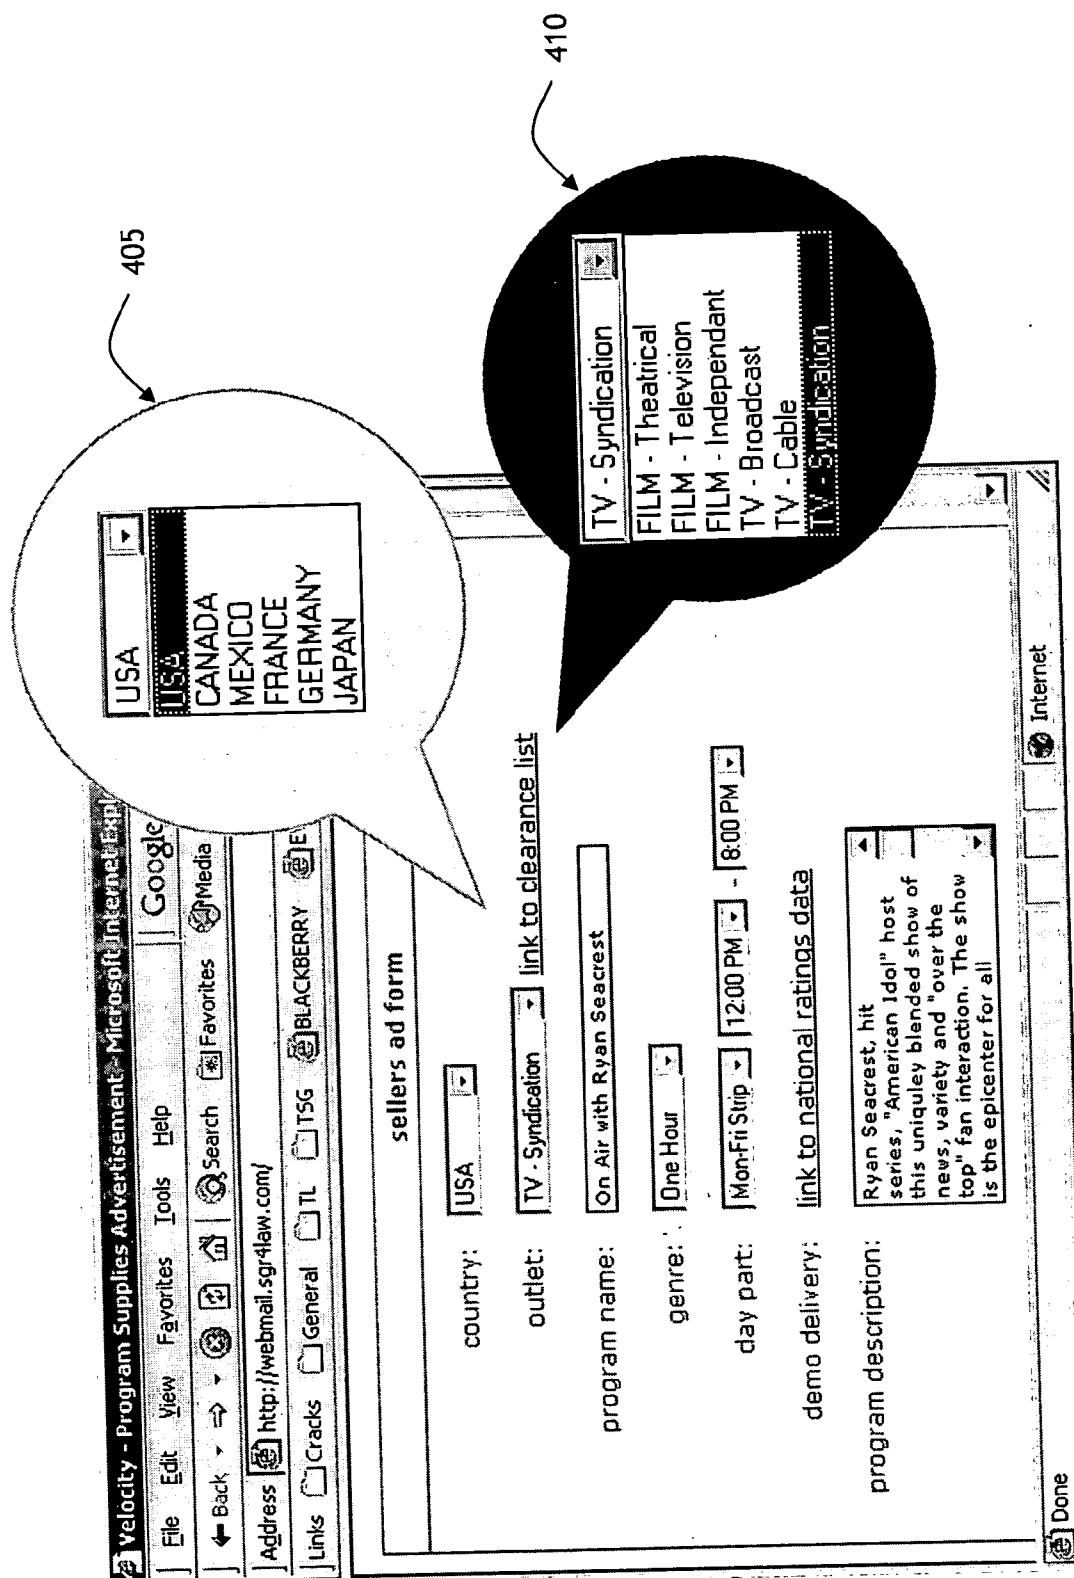 Velocity - Program Supplies Advertisement - Microsoft Internet Expl
File Edit View Favorites Tools Help
Google
Back Search Favorites Media
Address http://webmail.sgr4law.com/
Links Cracks General TL TSG BLACKBERRY EV
sellers ad form
country: USA
outlet: TV - Syndication link to clearance list
program name: On Air with Ryan Seacrest
genre: One Hour
day part: Mon-Fri Strip 12:00 PM - 8:00 PM
demo delivery: link to national ratings data
program description: Ryan Seacrest, hit
series, "American Idol" host
this uniquley blended show of
news, variety and "over the
top" fan interaction. The show
is the epicenter for all
Done Internet
405
USA
USA
CANADA
MEXICO
FRANCE
GERMANY
JAPAN
410
TV - Syndication
FILM - Theatrical
FILM - Television
FILM - Independant
TV - Broadcast
TV - Cable
TV - Syndication